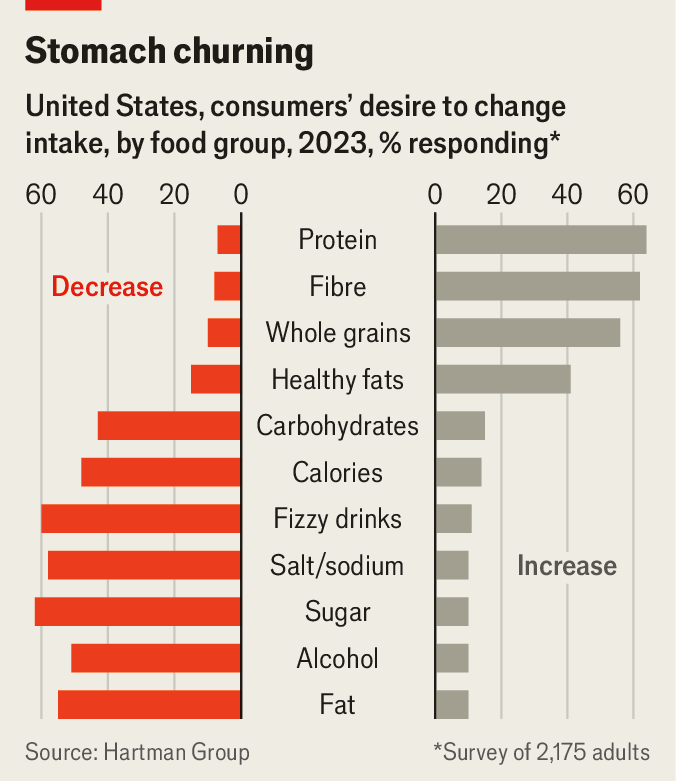 Stomach churning
United States, consumers’ desire to change
intake, by food group, 2023, % responding*
60 40 20 0 0 20 40 60
Protein
Decrease Fibre
Whole grains
Healthy fats
Carbohydrates
Calories
Fizzy drinks
Salt/sodium Increase
Sugar
Alcohol
Fat
Source: Hartman Group *Survey of 2,175 adults